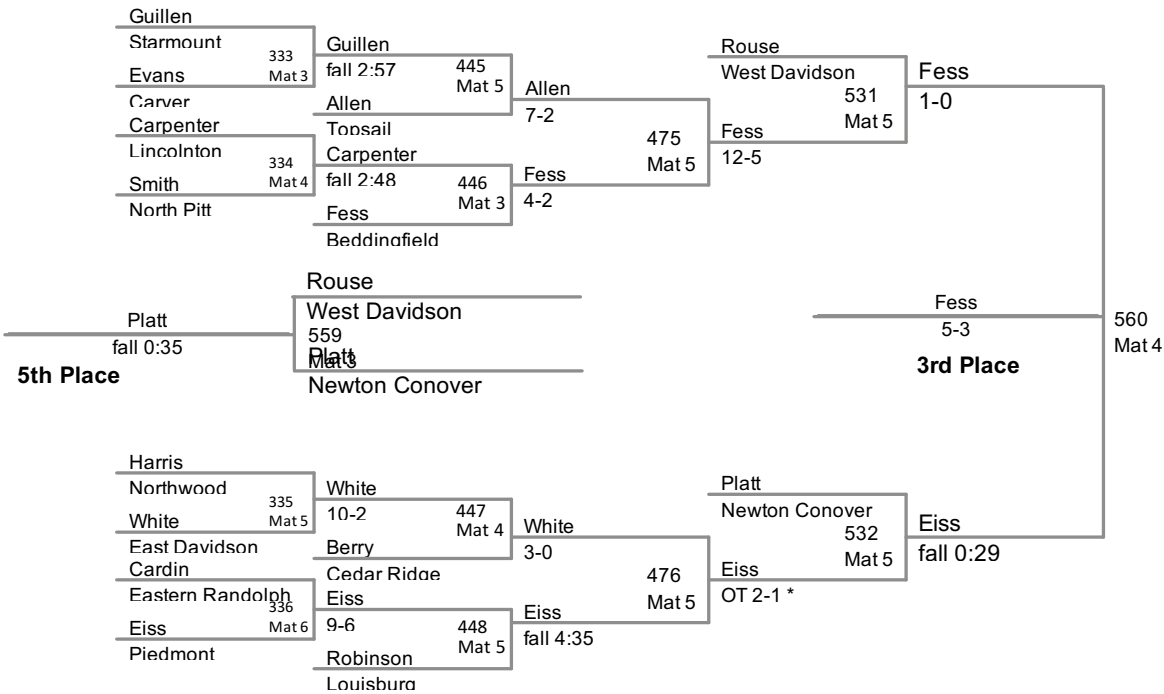 Guillen
Starmount
333
Mat 3
Evans
Carver
Guillen
fall 2:57
445
Mat 5
Allen
Topsail
Carpenter
Lincolnton
334
Mat 4
Smith
North Pitt
Carpenter
fall 2:48
446
Mat 3
Fess
Beddingfield
Allen
7-2
475
Mat 5
Fess
4-2
Rouse
West Davidson
531
Mat 5
Fess
12-5
Fess
1-0
Rouse
West Davidson
559
Mat 3
Platt
Newton Conover
Platt
fall 0:35
5th Place
Fess
5-3
3rd Place
560
Mat 4
Harris
Northwood
335
Mat 5
White
East Davidson
White
10-2
447
Mat 4
Berry
Cedar Ridge
Cardin
Eastern Randolph
336
Mat 6
Eiss
Piedmont
Eiss
9-6
448
Mat 5
Robinson
Louisburg
White
3-0
476
Mat 5
Eiss
fall 4:35
Platt
Newton Conover
532
Mat 5
Eiss
OT 2-1 *
Eiss
fall 0:29